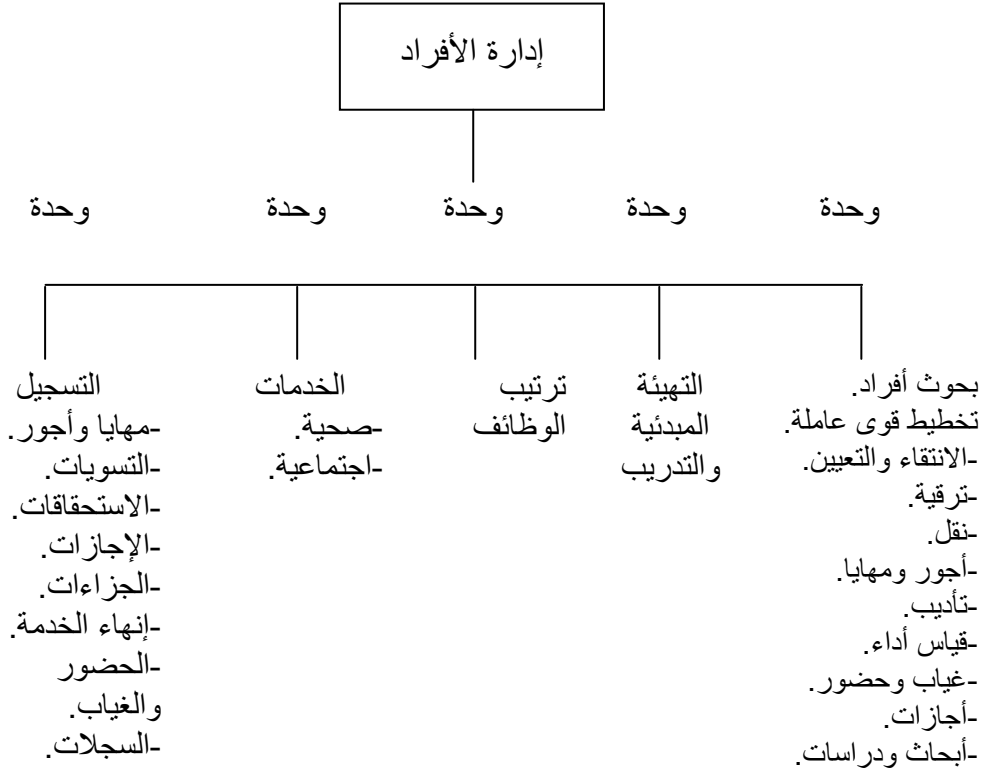 إدارة الأفراد
وحدة
وحدة
وحدة
وحدة
وحدة
بحوث أفراد.
تخطيط قوى عاملة.
-الانتقاء والتعيين.
-ترقية.
-نقل.
-أجور ومهايا.
-تأديب.
-قياس أداء.
-غياب وحضور.
-أجازات.
-أبحاث ودراسات.
التهيئة
المبدئية
والتدريب
ترتيب
الوظائف
الخدمات
-صحية.
-اجتماعية.
التسجيل
-مهايا وأجور.
-التسويات.
-الاستحقاقات.
-الإجازات.
-الجزاءات.
-إنهاء الخدمة.
-الحضور
والغياب.
-السجلات.